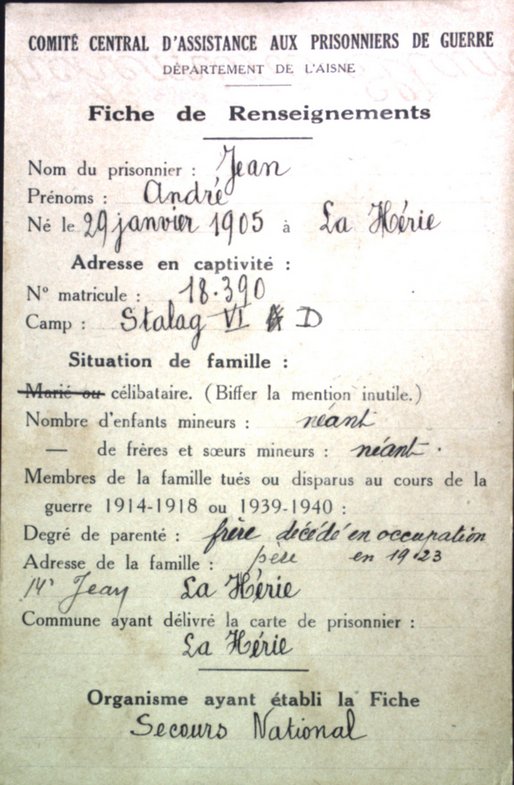 COMITÉ CENTRAL D'ASSISTANCE AUX PRISONNIERS DE GUERRE
DÉPARTEMENT DE L'AISNE
Fiche de Renseignements
Nom du prisonnier : Jean
Prénoms : André
Né le 29 janvier 1905 à La Hérie
Adresse en captivité :
N° matricule : 18.390
Camp : Stalag VI D
Situation de famille :
Marié ou célibataire. (Biffer la mention inutile.)
Nombre d'enfants mineurs : néant
— de frères et sœurs mineurs : néant.
Membres de la famille tués ou disparus au cours de la
guerre 1914-1918 ou 1939-1940 :
Degré de parenté : frère décédé en occupation
Adresse de la famille : père en 1923
Mr Jean La Hérie
Commune ayant délivré la carte de prisonnier :
La Hérie
Organisme ayant établi la Fiche
Secours National